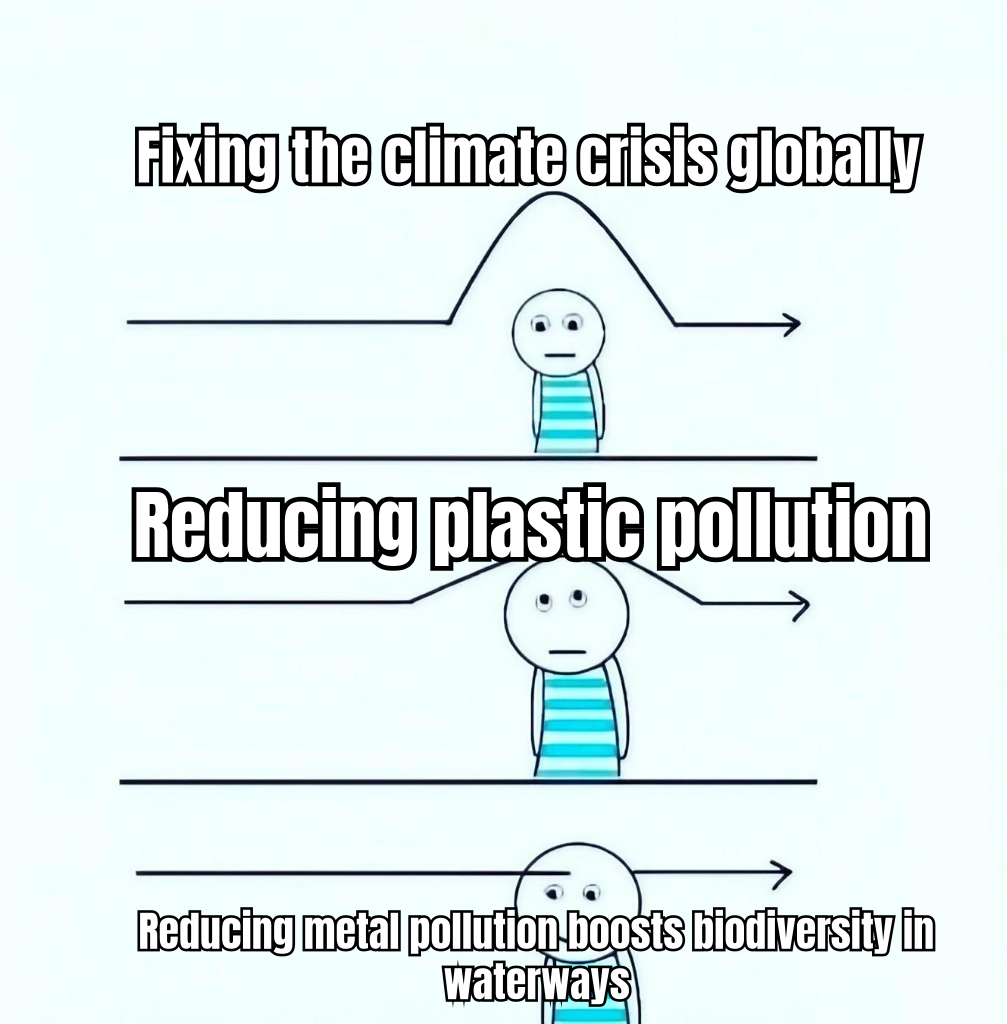 Fixing the climate crisis globally
Reducing plastic pollution
Reducing metal pollution boosts biodiversity in
waterways